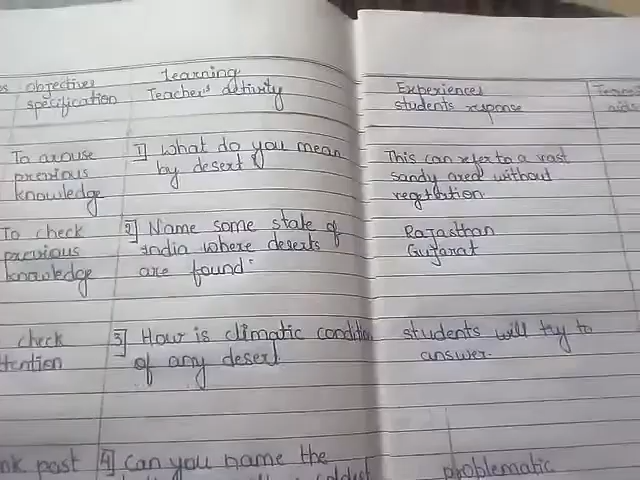 objectives
specification
Learning
Teacher's activity
Experiences
students response
To arouse
previous
knowledge
1] What do you mean
by desert?
This can refer to a vast
sandy area without
vegetation
To check
previous
knowledge
2] Name some state of
India where deserts
are found
Rajasthan
Gujarat
check
3] How is climatic condition
of any desert
students will try to
answer.
past
4] Can you name the
problematic